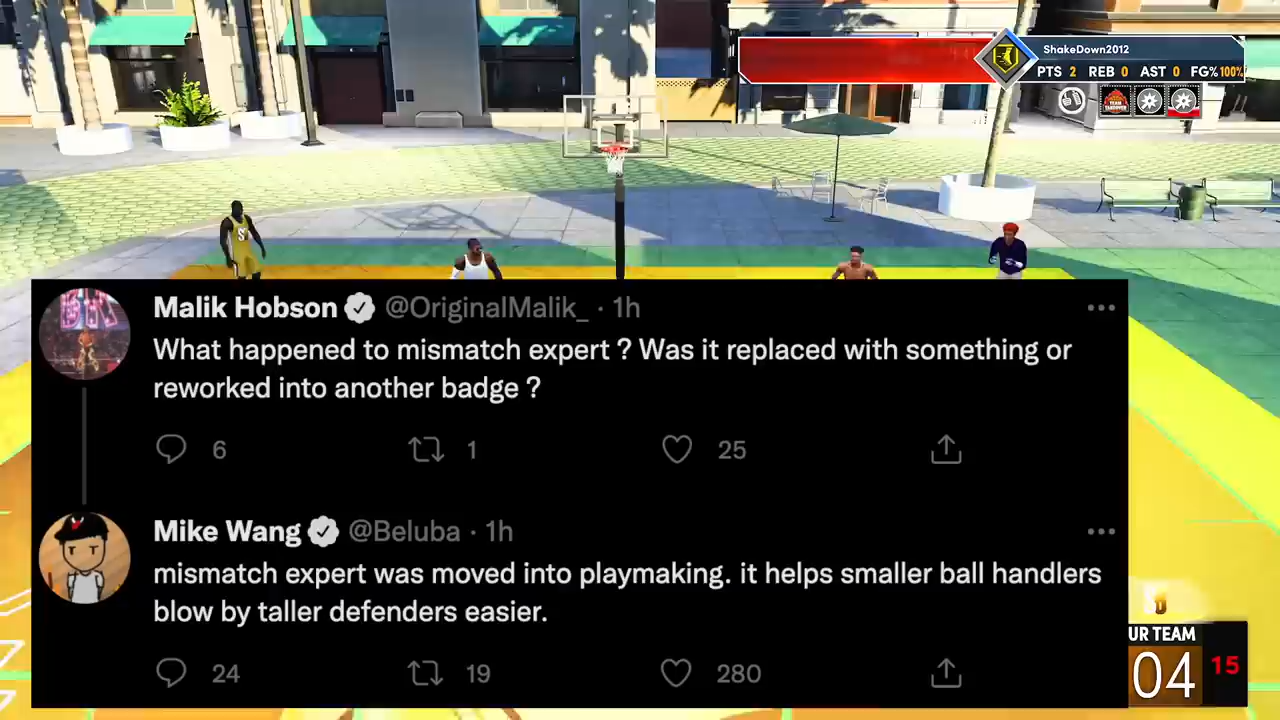 ShakeDown2012
PTS 2 REB 0 AST 0 FG% 100%
Malik Hobson @OriginalMalik_ · 1h
What happened to mismatch expert ? Was it replaced with something or
reworked into another badge ?
6 1 25
Mike Wang @Beluba · 1h
mismatch expert was moved into playmaking. it helps smaller ball handlers
blow by taller defenders easier.
24 19 280
UR TEAM
04 15